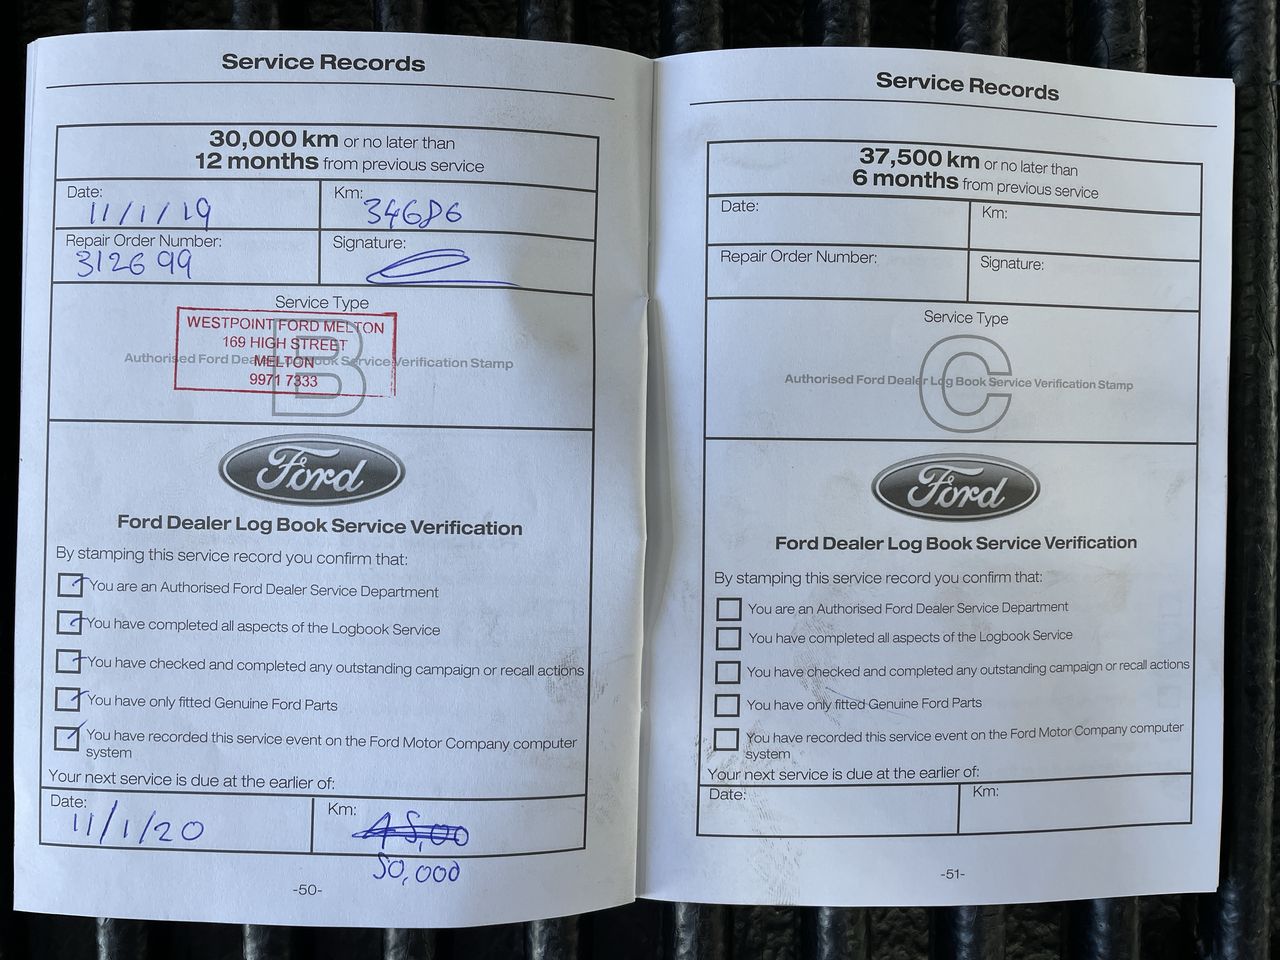 Service Records
30,000 km or no later than
12 months from previous service
Date:
11/1/19
Km:
34686
Repair Order Number:
312699
Signature:
Service Type
B
WESTPOINT FORD MELTON
169 HIGH STREET
MELTON
9971 7333
Authorised Ford Dealer Log Book Service Verification Stamp
Ford
Ford Dealer Log Book Service Verification
By stamping this service record you confirm that:
You are an Authorised Ford Dealer Service Department
You have completed all aspects of the Logbook Service
You have checked and completed any outstanding campaign or recall actions
You have only fitted Genuine Ford Parts
You have recorded this service event on the Ford Motor Company computer
system
Your next service is due at the earlier of:
Date:
11/1/20
Km:
45,00
50,000
-50-
Service Records
37,500 km or no later than
6 months from previous service
Date:
Km:
Repair Order Number:
Signature:
Service Type
C
Authorised Ford Dealer Log Book Service Verification Stamp
Ford
Ford Dealer Log Book Service Verification
By stamping this service record you confirm that:
You are an Authorised Ford Dealer Service Department
You have completed all aspects of the Logbook Service
You have checked and completed any outstanding campaign or recall actions
You have only fitted Genuine Ford Parts
You have recorded this service event on the Ford Motor Company computer
system
Your next service is due at the earlier of:
Date:
Km:
-51-